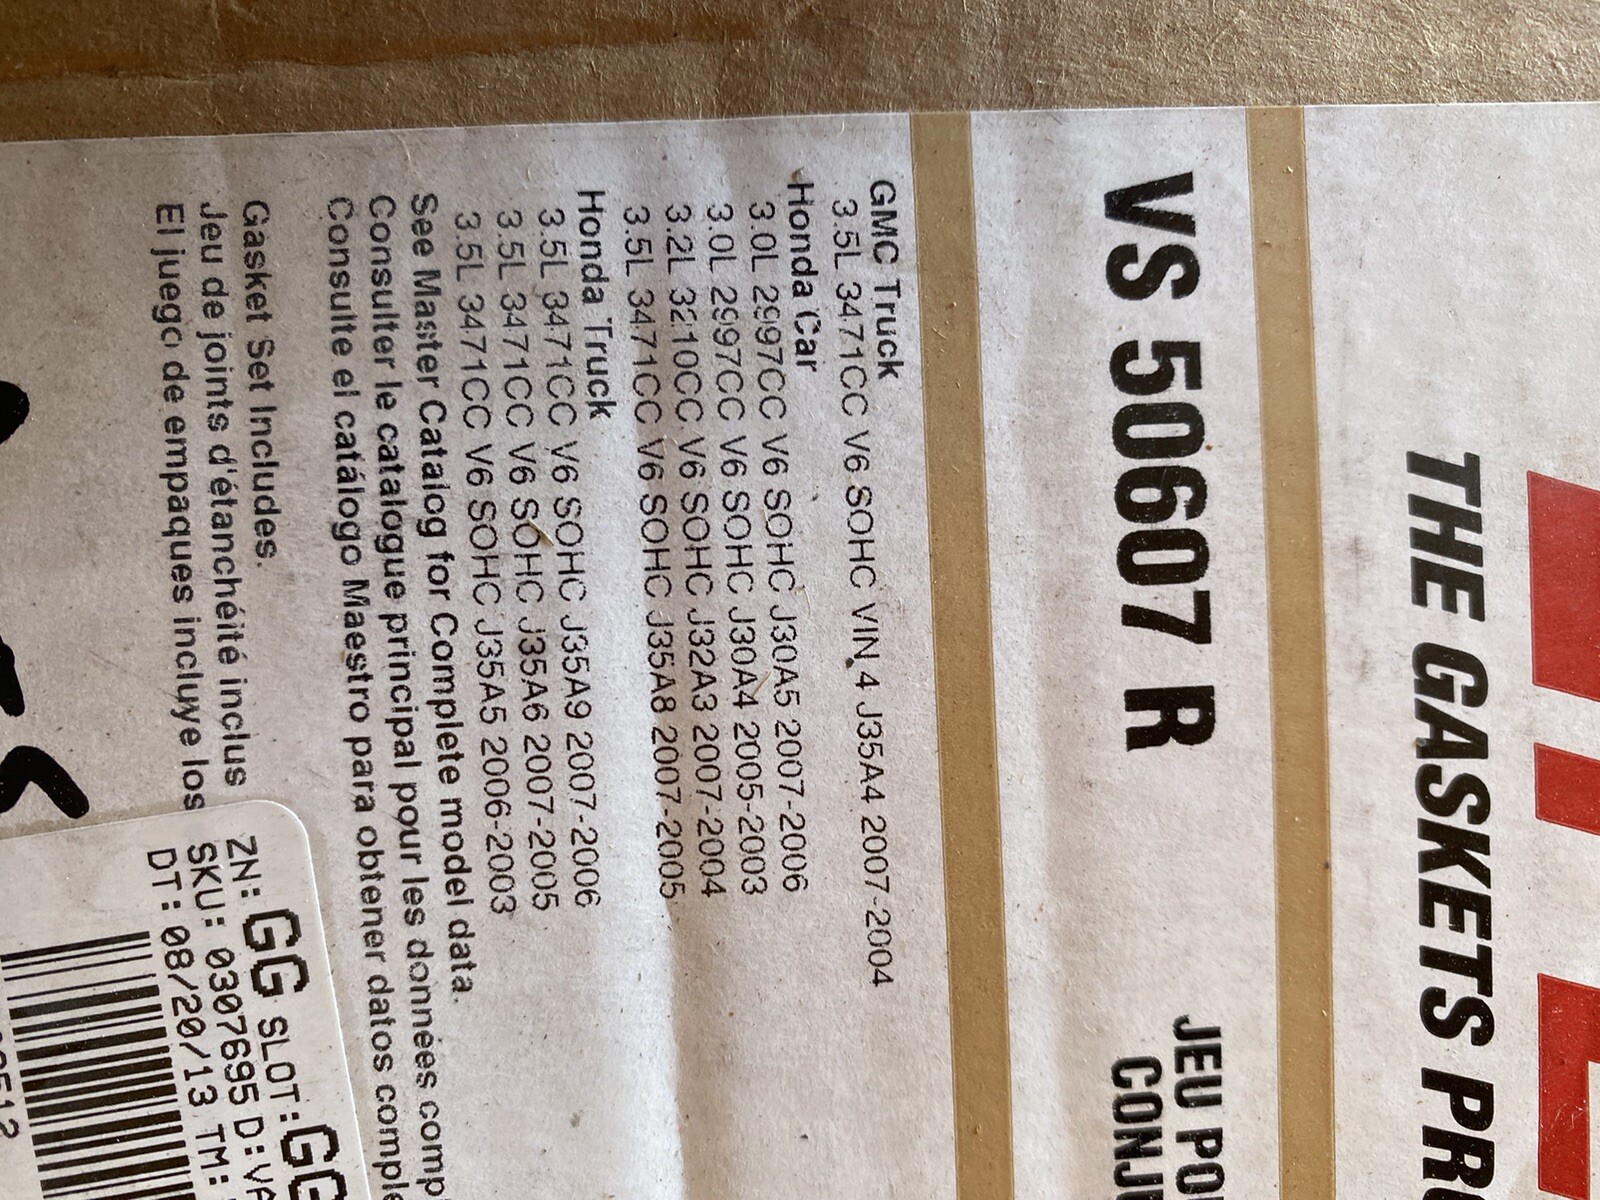 THE GASKETS PR
VS 50607 R
JEU PO
CONJ
GMC Truck
3.5L 3471CC V6 SOHC VIN 4 J35A4 2007-2004
Honda Car
3.0L 2997CC V6 SOHC J30A5 2007-2006
3.0L 2997CC V6 SOHC J30A4 2005-2003
3.2L 3210CC V6 SOHC J32A3 2007-2004
3.5L 3471CC V6 SOHC J35A8 2007-2005
Honda Truck
3.5L 3471CC V6 SOHC J35A9 2007-2006
3.5L 3471CC V6 SOHC J35A6 2007-2005
3.5L 3471CC V6 SOHC J35A5 2006-2003
See Master Catalog for Complete model data.
Consulter le catalogue principal pour les données comp
Consulte el catálogo Maestro para obtener datos comple
Gasket Set Includes.
Jeu de joints d'étanchéité inclus
El juego de empaques incluye los
ZN: GG SLOT: GG
SKU: 0307695 D:VA
DT: 08/20/13 TM: